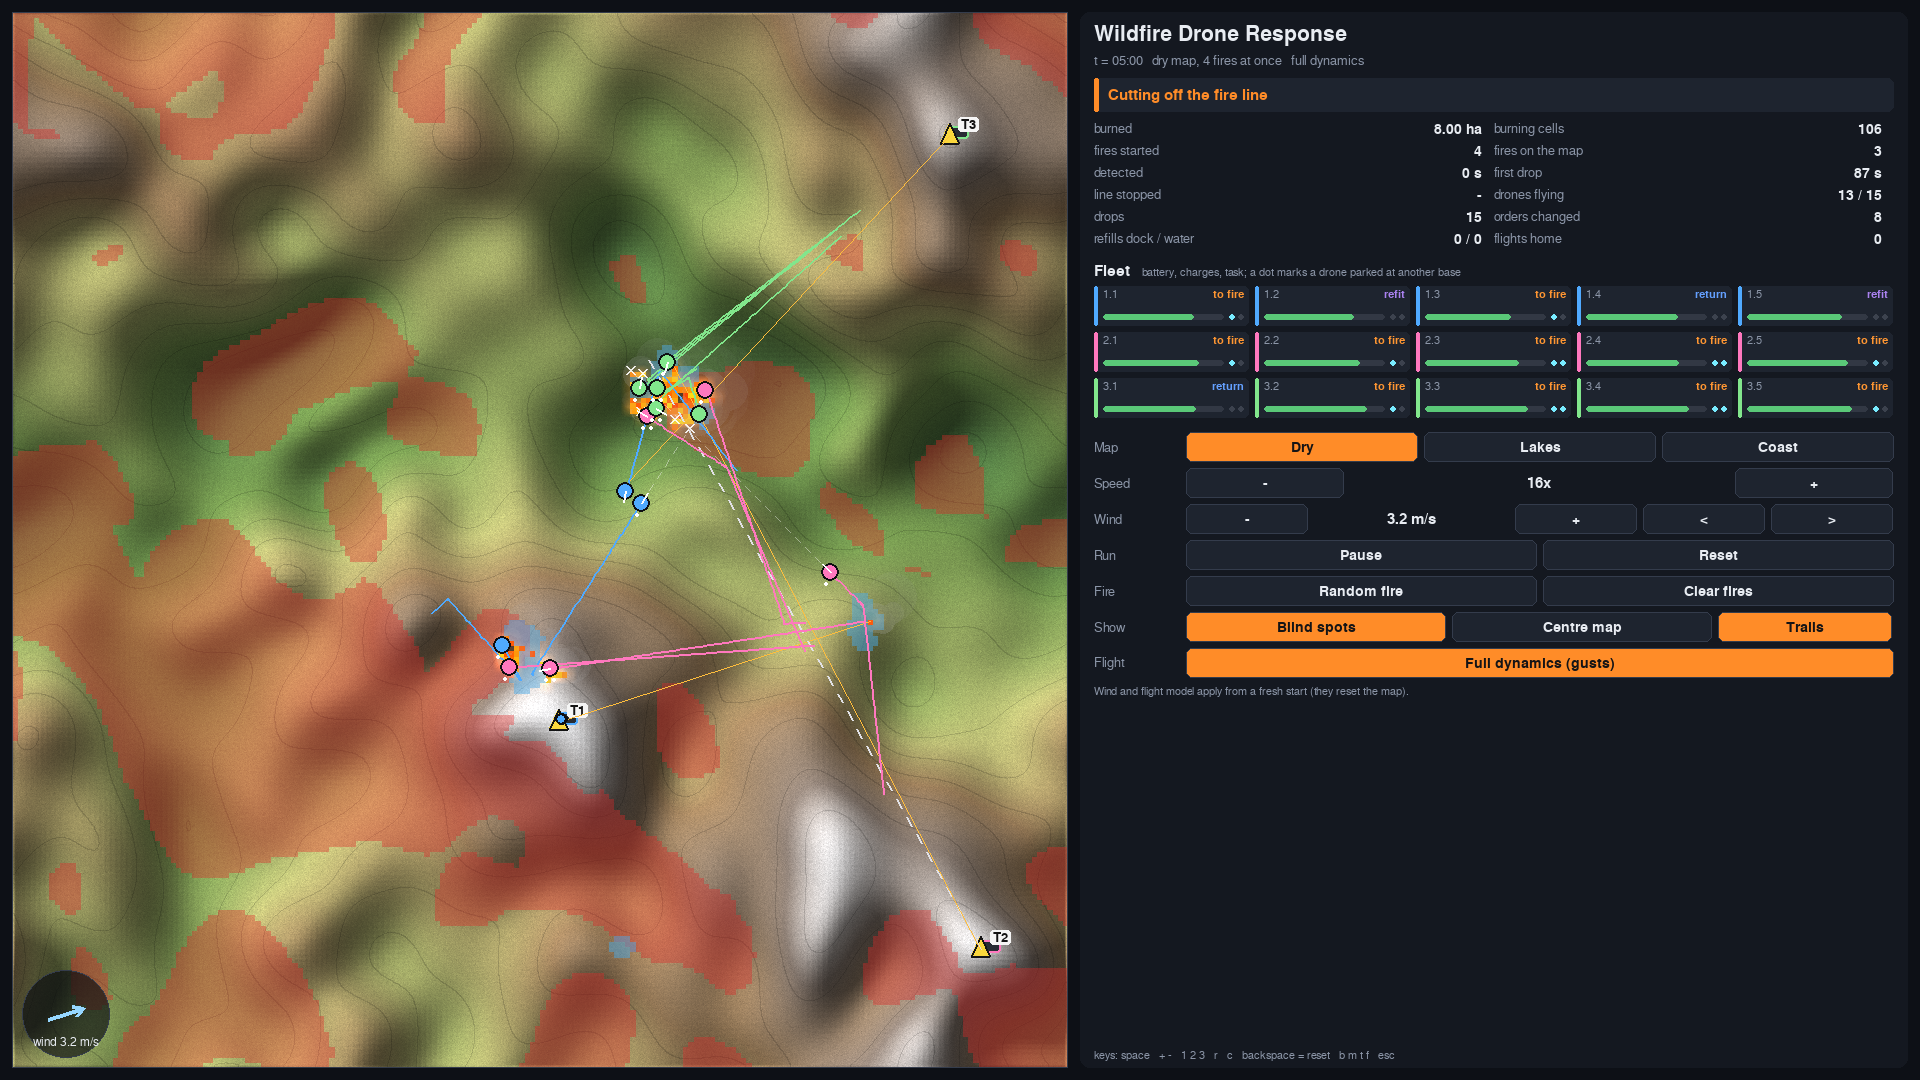 Wildfire Drone Response
t = 05:00 dry map, 4 fires at once full dynamics
Cutting off the fire line
burned 8.00 ha burning cells 106
fires started 4 fires on the map 3
detected 0 s first drop 87 s
line stopped - drones flying 13 / 15
drops 15 orders changed 8
refills dock / water 0 / 0 flights home 0
Fleet battery, charges, task; a dot marks a drone parked at another base
1.1 to fire 1.2 refit 1.3 to fire 1.4 return 1.5 refit
2.1 to fire 2.2 to fire 2.3 to fire 2.4 to fire 2.5 to fire
3.1 return 3.2 to fire 3.3 to fire 3.4 to fire 3.5 to fire
Map Dry Lakes Coast
Speed - 16x +
Wind - 3.2 m/s + < >
Run Pause Reset
Fire Random fire Clear fires
Show Blind spots Centre map Trails
Flight Full dynamics (gusts)
Wind and flight model apply from a fresh start (they reset the map).
keys: space + - 1 2 3 r c backspace = reset b m t f esc
T3
T1
T2
wind 3.2 m/s